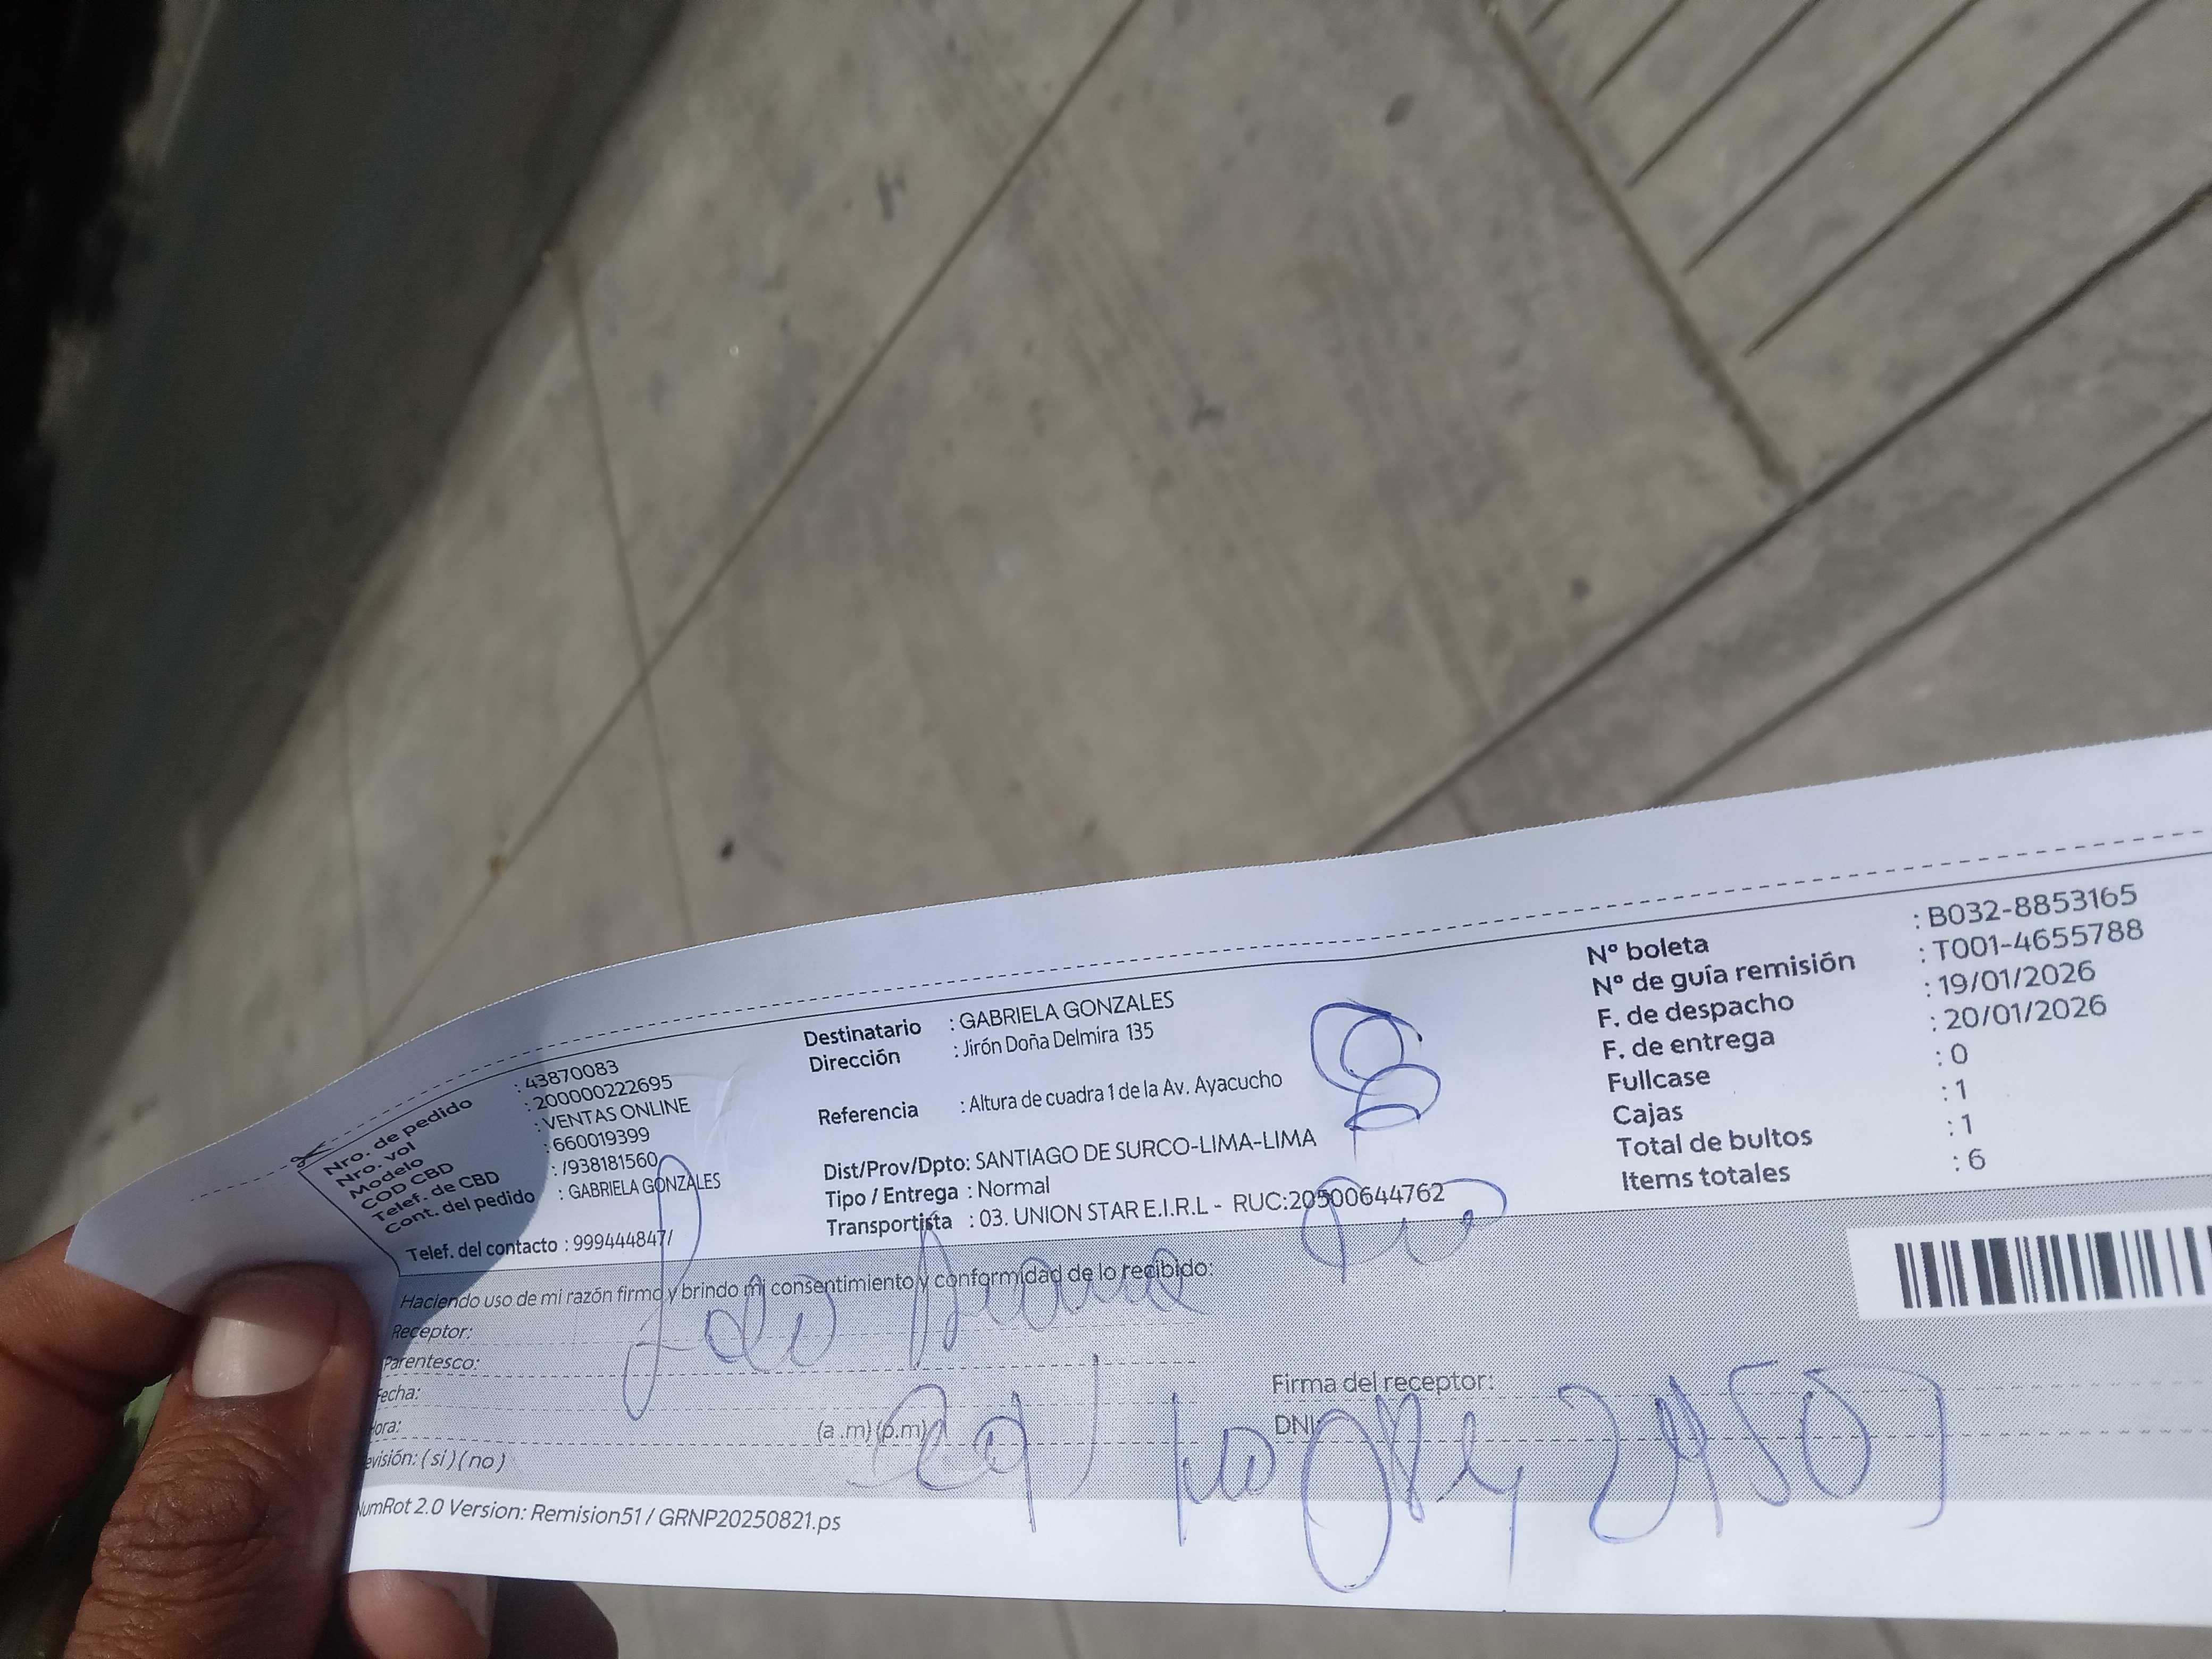 Nro. de pedido : 43870083
Nro. vol : 200000222695
Modelo : VENTAS ONLINE
COD CBD : 660019399
Telef. de CBD : /938181560
Cont. del pedido : GABRIELA GONZALES
Telef. del contacto : 999444847/
Destinatario : GABRIELA GONZALES
Dirección : Jirón Doña Delmira 135
Referencia : Altura de cuadra 1 de la Av. Ayacucho
Dist/Prov/Dpto: SANTIAGO DE SURCO-LIMA-LIMA
Tipo / Entrega : Normal
Transportista : 03. UNION STAR E.I.R.L - RUC:20500644762
N° boleta : B032-8853165
N° de guía remisión : T001-4655788
F. de despacho : 19/01/2026
F. de entrega : 20/01/2026
Fullcase : 0
Cajas : 1
Total de bultos : 1
Items totales : 6
Haciendo uso de mi razón firmo y brindo mi consentimiento y conformidad de lo recibido:
Receptor:
Parentesco:
Fecha:
Hora: (a .m) (p.m)
evisión: ( si ) ( no )
Firma del receptor:
DNI:
NumRot 2.0 Version: Remision51 / GRNP20250821.ps